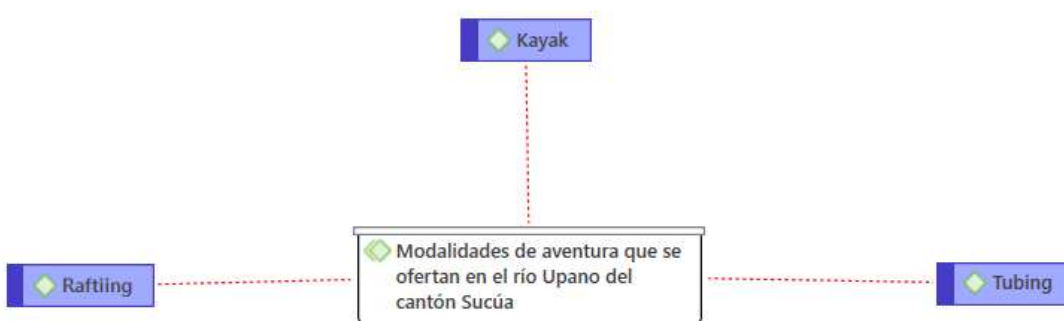 Kayak
Modalidades de aventura que se
ofertan en el río Upano del
cantón Sucúa
Raftiing
Tubing